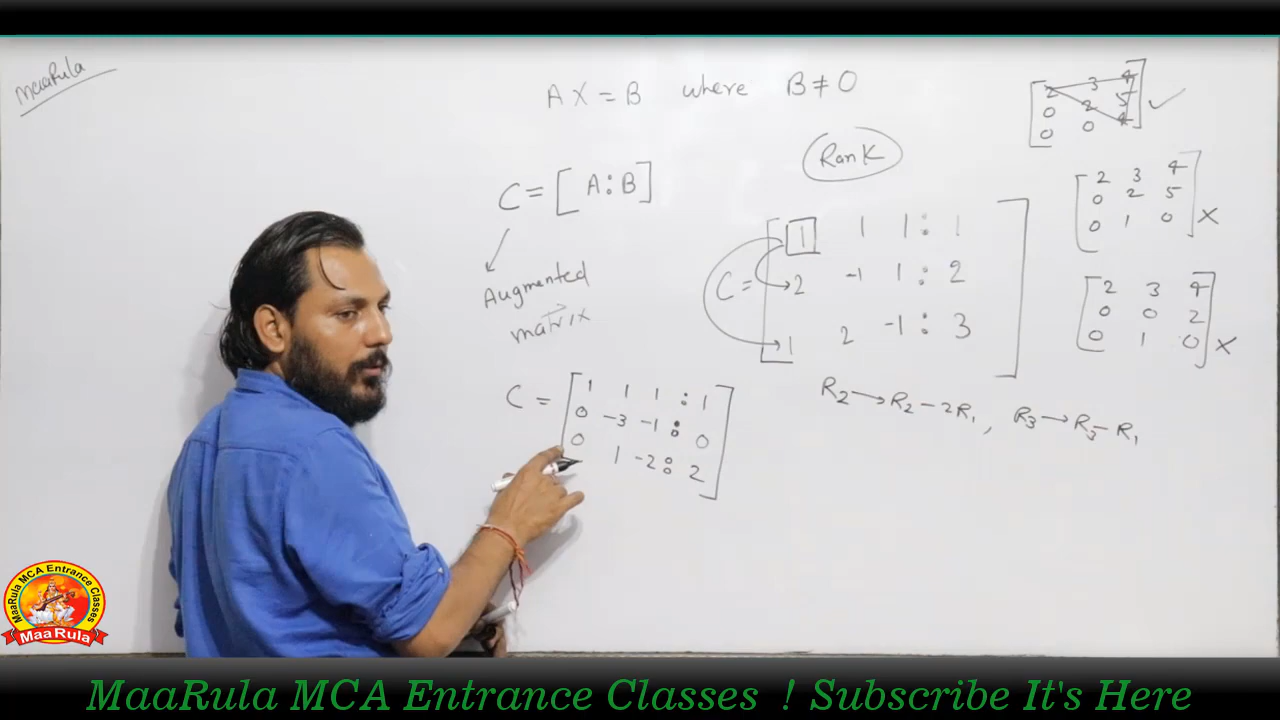 MaaRula
AX = B where B ≠ 0
C = [A : B]
Augmented
matrix
Rank
C = [ 1 1 1 : 1
2 -1 1 : 2
1 2 -1 : 3 ]
R2 → R2 - 2R1, R3 → R3 - R1
C = [ 1 1 1 : 1
0 -3 -1 : 0
0 1 -2 : 2 ]
[ 2 3 4
0 2 5
0 0 4 ] ✓
[ 2 3 4
0 2 5
0 1 0 ] ×
[ 2 3 4
0 0 2
0 1 0 ] ×
MaaRula MCA Entrance Classes
MaaRula
MaaRula MCA Entrance Classes ! Subscribe It's Here